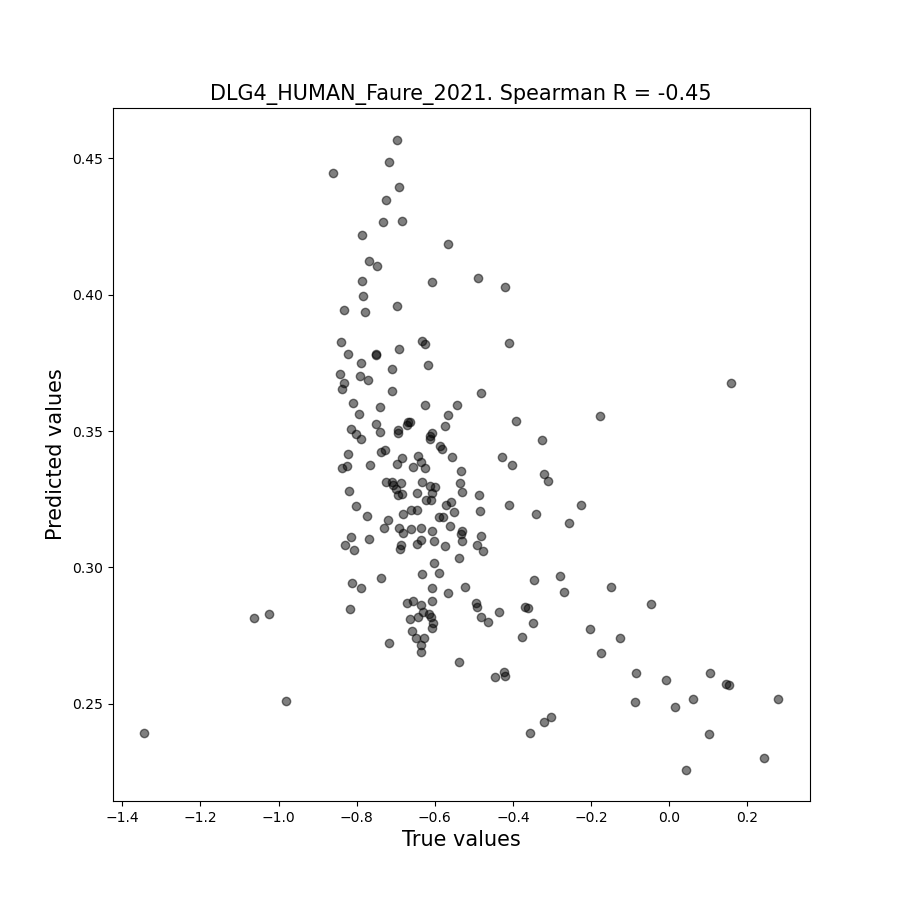 DLG4_HUMAN_Faure_2021. Spearman R = -0.45
0.45
0.40
0.35
0.30
0.25
Predicted values
−1.4 −1.2 −1.0 −0.8 −0.6 −0.4 −0.2 0.0 0.2
True values